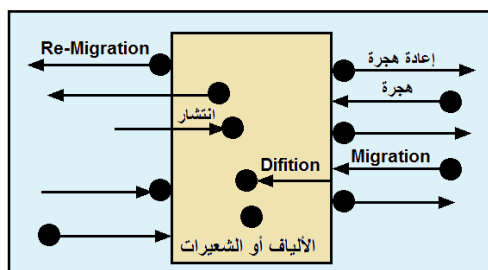 Re-Migration
إعادة هجرة
هجرة
انتشار
Migration
Difition
الألياف أو الشعيرات